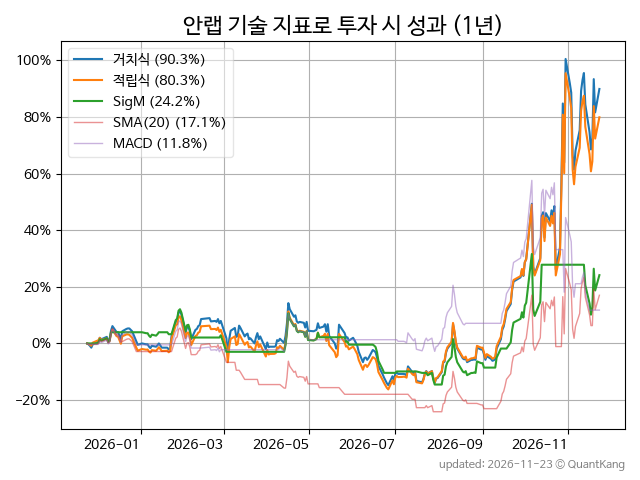 안랩 기술 지표로 투자 시 성과 (1년)
거치식 (90.3%)
적립식 (80.3%)
SigM (24.2%)
SMA(20) (17.1%)
MACD (11.8%)
100%
80%
60%
40%
20%
0%
−20%
2026-01 2026-03 2026-05 2026-07 2026-09 2026-11
updated: 2026-11-23 © QuantKang